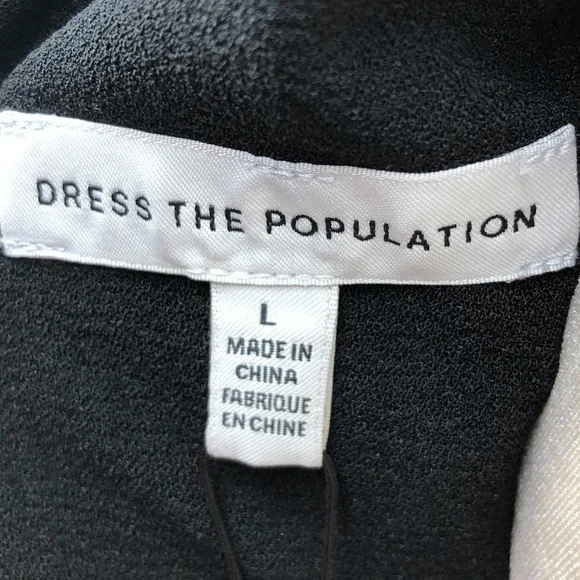 DRESS THE POPULATION
L
MADE IN
CHINA
FABRIQUE
EN CHINE